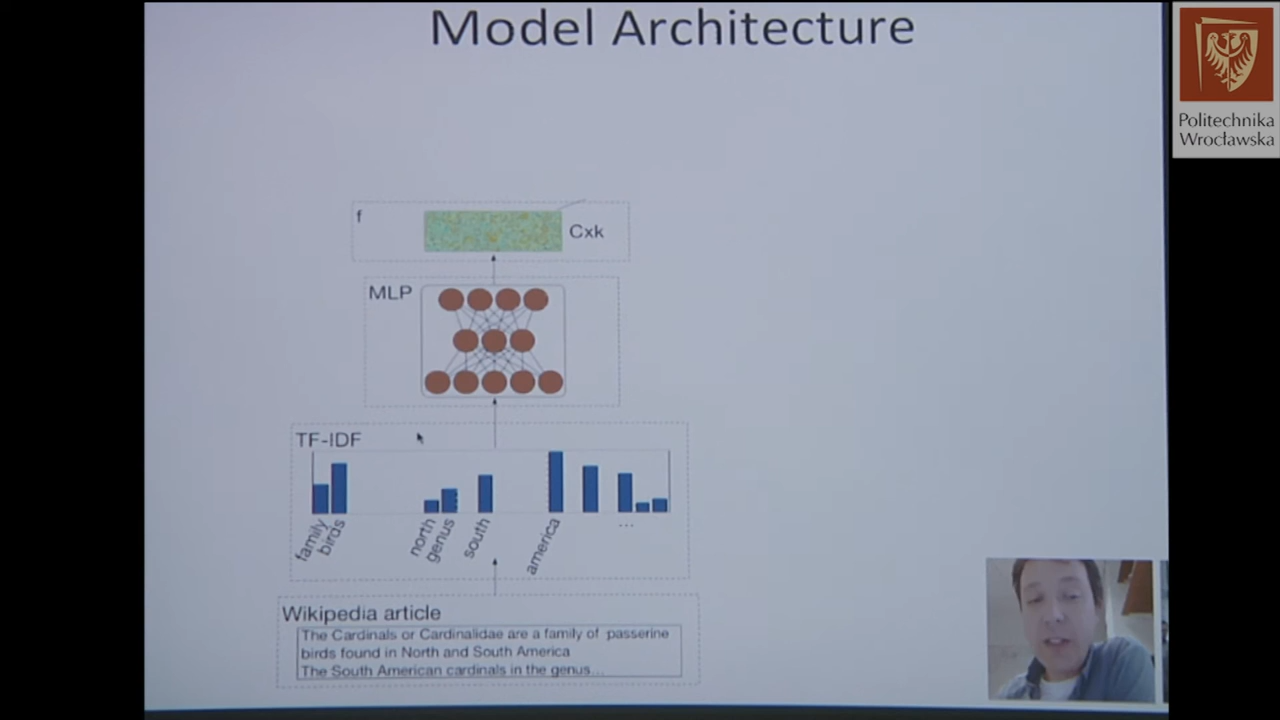 Model Architecture
Politechnika
Wrocławska
f
Cxk
MLP
TF-IDF
family
birds
north
genus
south
america
...
Wikipedia article
The Cardinals or Cardinalidae are a family of passerine
birds found in North and South America
The South American cardinals in the genus...